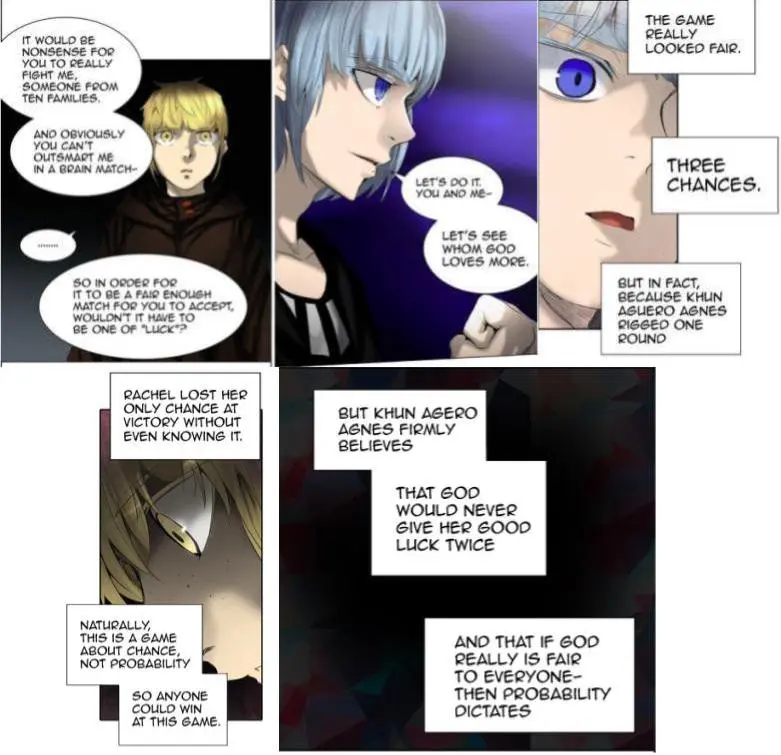 IT WOULD BE
NONSENSE FOR
YOU TO REALLY
FIGHT ME,
SOMEONE FROM
TEN FAMILIES.
AND OBVIOUSLY
YOU CAN'T
OUTSMART ME
IN A BRAIN MATCH-
........
SO IN ORDER FOR
IT TO BE A FAIR ENOUGH
MATCH FOR YOU TO ACCEPT,
WOULDN'T IT HAVE TO
BE ONE OF "LUCK"?
LET'S DO IT.
YOU AND ME-
LET'S SEE
WHOM GOD
LOVES MORE.
THE GAME
REALLY
LOOKED FAIR.
THREE
CHANCES.
BUT IN FACT,
BECAUSE KHUN
AGUERO AGNES
RIGGED ONE
ROUND
RACHEL LOST HER
ONLY CHANCE AT
VICTORY WITHOUT
EVEN KNOWING IT.
NATURALLY,
THIS IS A GAME
ABOUT CHANCE,
NOT PROBABILITY
SO ANYONE
COULD WIN
AT THIS GAME.
BUT KHUN AGERO
AGNES FIRMLY
BELIEVES
THAT GOD
WOULD NEVER
GIVE HER GOOD
LUCK TWICE
AND THAT IF GOD
REALLY IS FAIR
TO EVERYONE-
THEN PROBABILITY
DICTATES